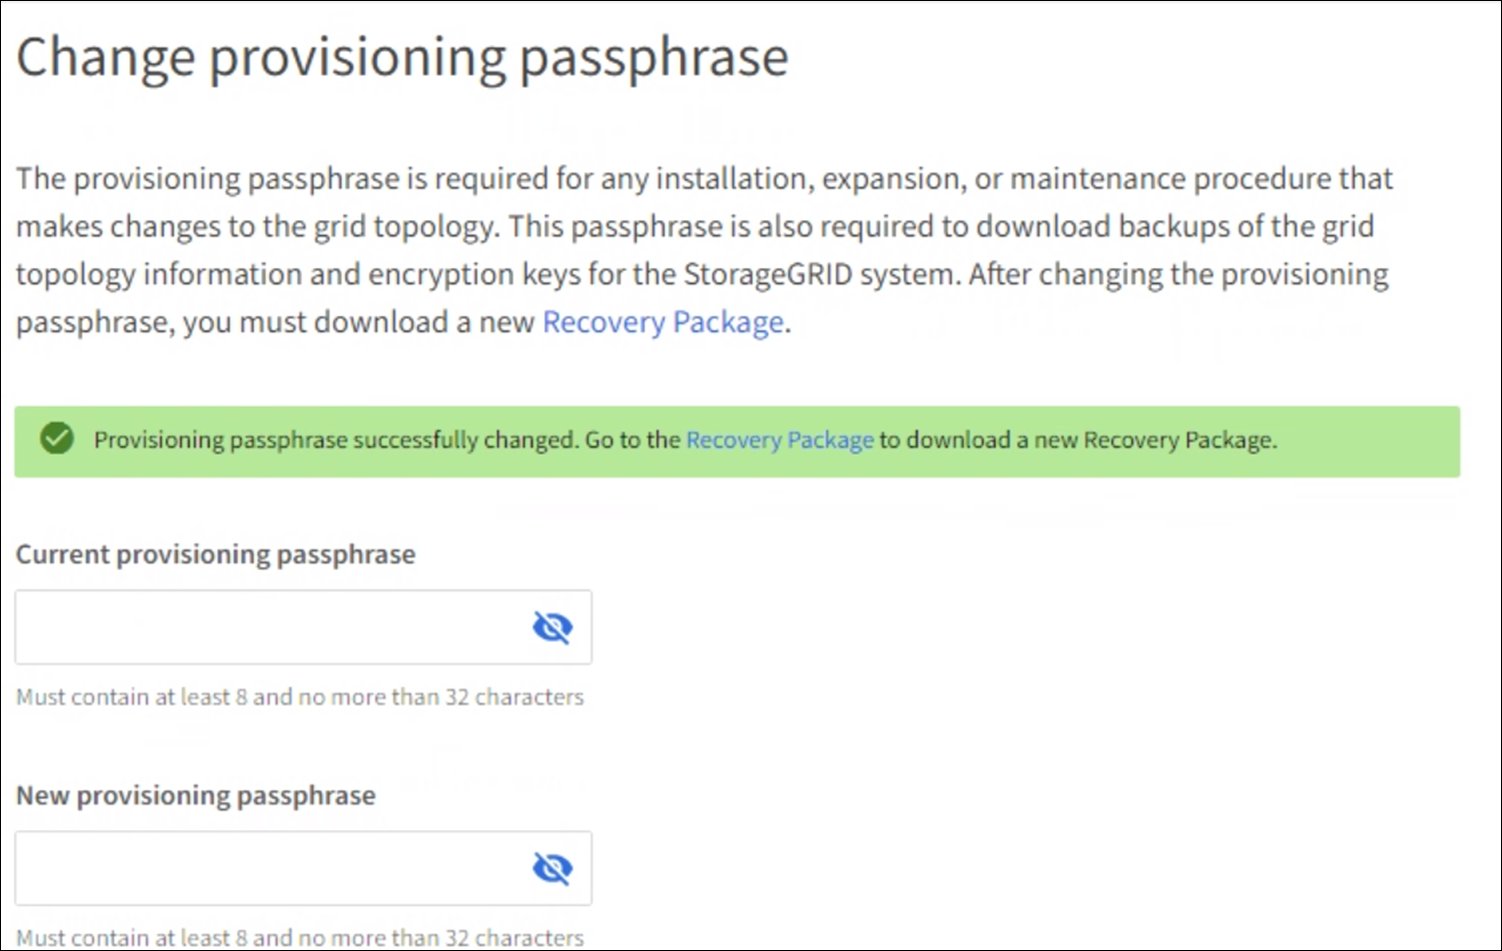 Change provisioning passphrase
The provisioning passphrase is required for any installation, expansion, or maintenance procedure that
makes changes to the grid topology. This passphrase is also required to download backups of the grid
topology information and encryption keys for the StorageGRID system. After changing the provisioning
passphrase, you must download a new Recovery Package.
Provisioning passphrase successfully changed. Go to the Recovery Package to download a new Recovery Package.
Current provisioning passphrase
Must contain at least 8 and no more than 32 characters
New provisioning passphrase
Must contain at least 8 and no more than 32 characters